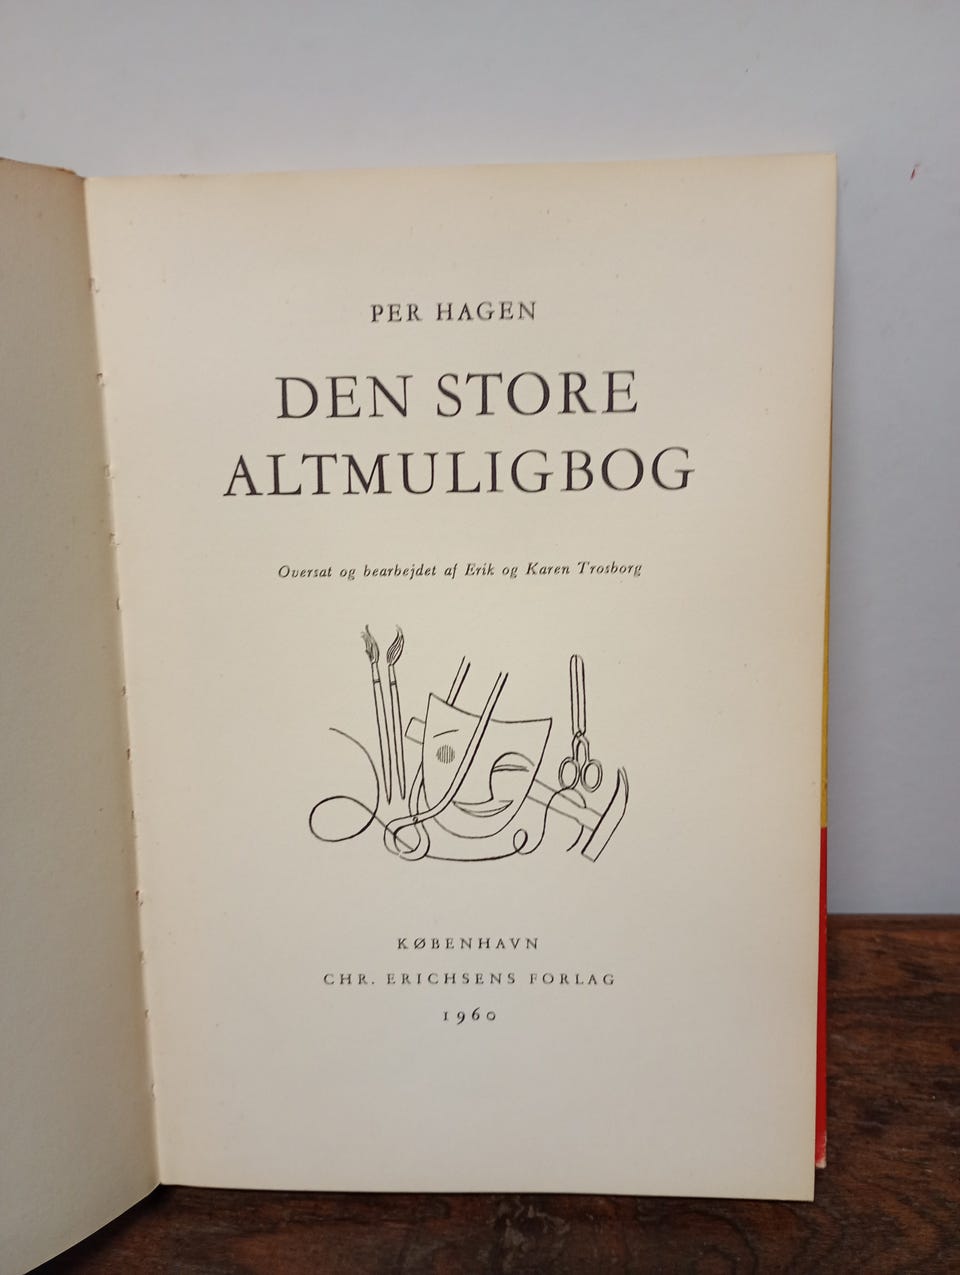 PER HAGEN
DEN STORE
ALTMULIGBOG
Oversat og bearbejdet af Erik og Karen Trosborg
KØBENHAVN
CHR. ERICHSENS FORLAG
1960